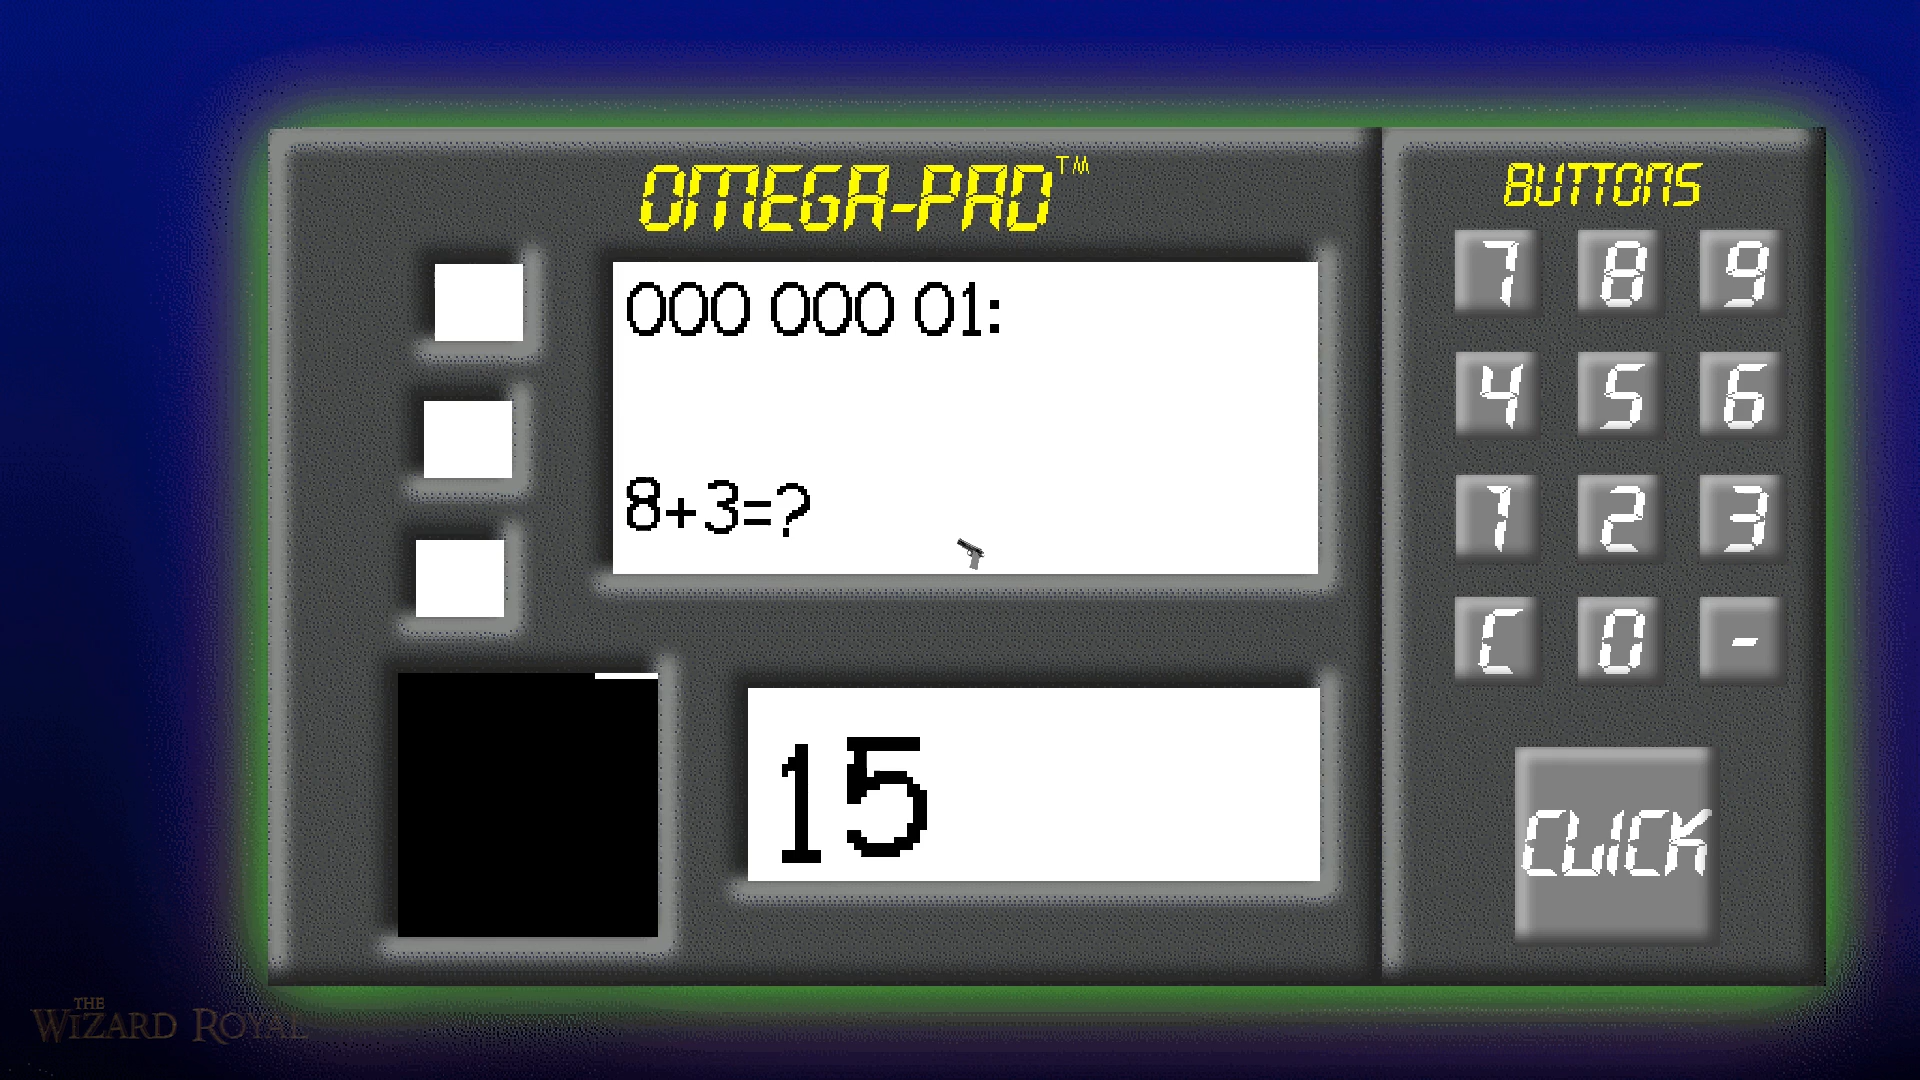 OMEGA-PAD™
BUTTONS
000 000 01:
8+3=?
15
7 8 9
4 5 6
1 2 3
C 0 -
CLICK
THE
WIZARD ROYAL